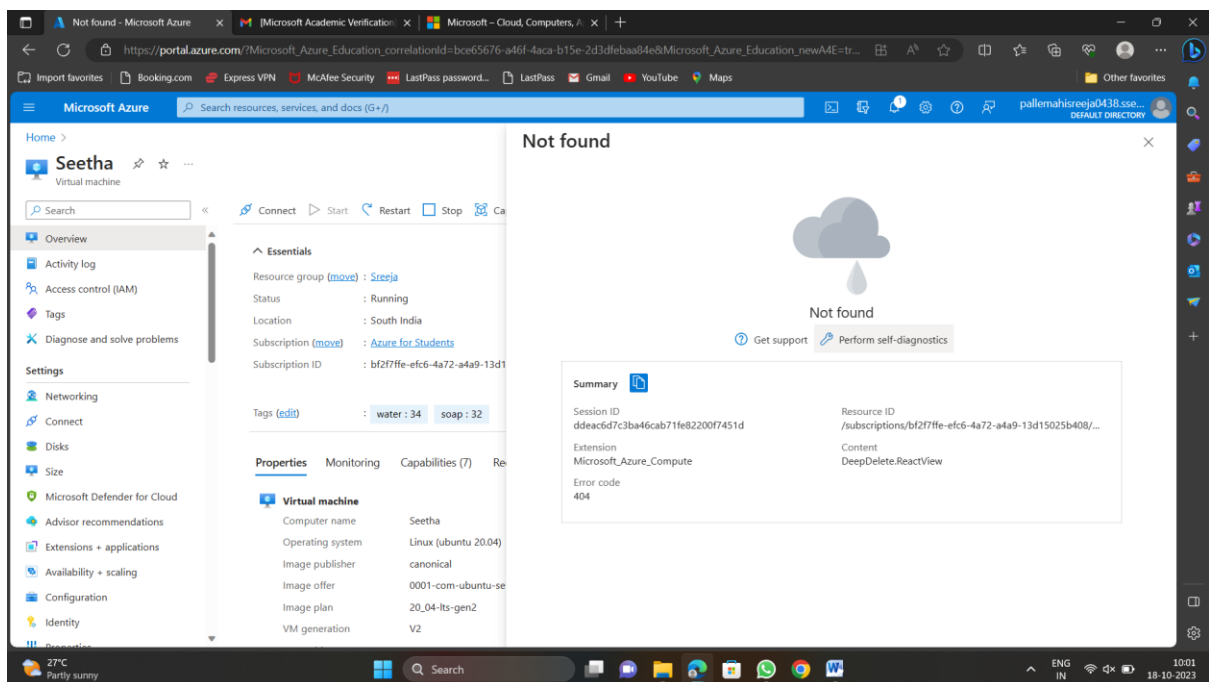 Not found - Microsoft Azure
[Microsoft Academic Verification]
Microsoft – Cloud, Computers, A
https://portal.azure.com/?Microsoft_Azure_Education_correlationId=bce65676-a46f-4aca-b15e-2d3dfebaa84e&Microsoft_Azure_Education_newA4E=tr...
Import favorites
Booking.com
Express VPN
McAfee Security
LastPass password...
LastPass
Gmail
YouTube
Maps
Other favorites
Microsoft Azure
Search resources, services, and docs (G+/)
1
pallemahisreeja0438.sse...
DEFAULT DIRECTORY
Home >
Seetha
Virtual machine
Search
Overview
Activity log
Access control (IAM)
Tags
Diagnose and solve problems
Settings
Networking
Connect
Disks
Size
Microsoft Defender for Cloud
Advisor recommendations
Extensions + applications
Availability + scaling
Configuration
Identity
Properties
Connect Start Restart Stop Ca
Essentials
Resource group (move) : Sreeja
Status : Running
Location : South India
Subscription (move) : Azure for Students
Subscription ID : bf2f7ffe-efc6-4a72-a4a9-13d1
Tags (edit) : water : 34 soap : 32
Properties Monitoring Capabilities (7) Re
Virtual machine
Computer name Seetha
Operating system Linux (ubuntu 20.04)
Image publisher canonical
Image offer 0001-com-ubuntu-se
Image plan 20_04-lts-gen2
VM generation V2
Not found
Not found
Get support Perform self-diagnostics
Summary
Session ID
ddeac6d7c3ba46cab71fe82200f7451d
Resource ID
/subscriptions/bf2f7ffe-efc6-4a72-a4a9-13d15025b408/...
Extension
Microsoft_Azure_Compute
Content
DeepDelete.ReactView
Error code
404
27°C
Partly sunny
Search
ENG
IN
10:01
18-10-2023